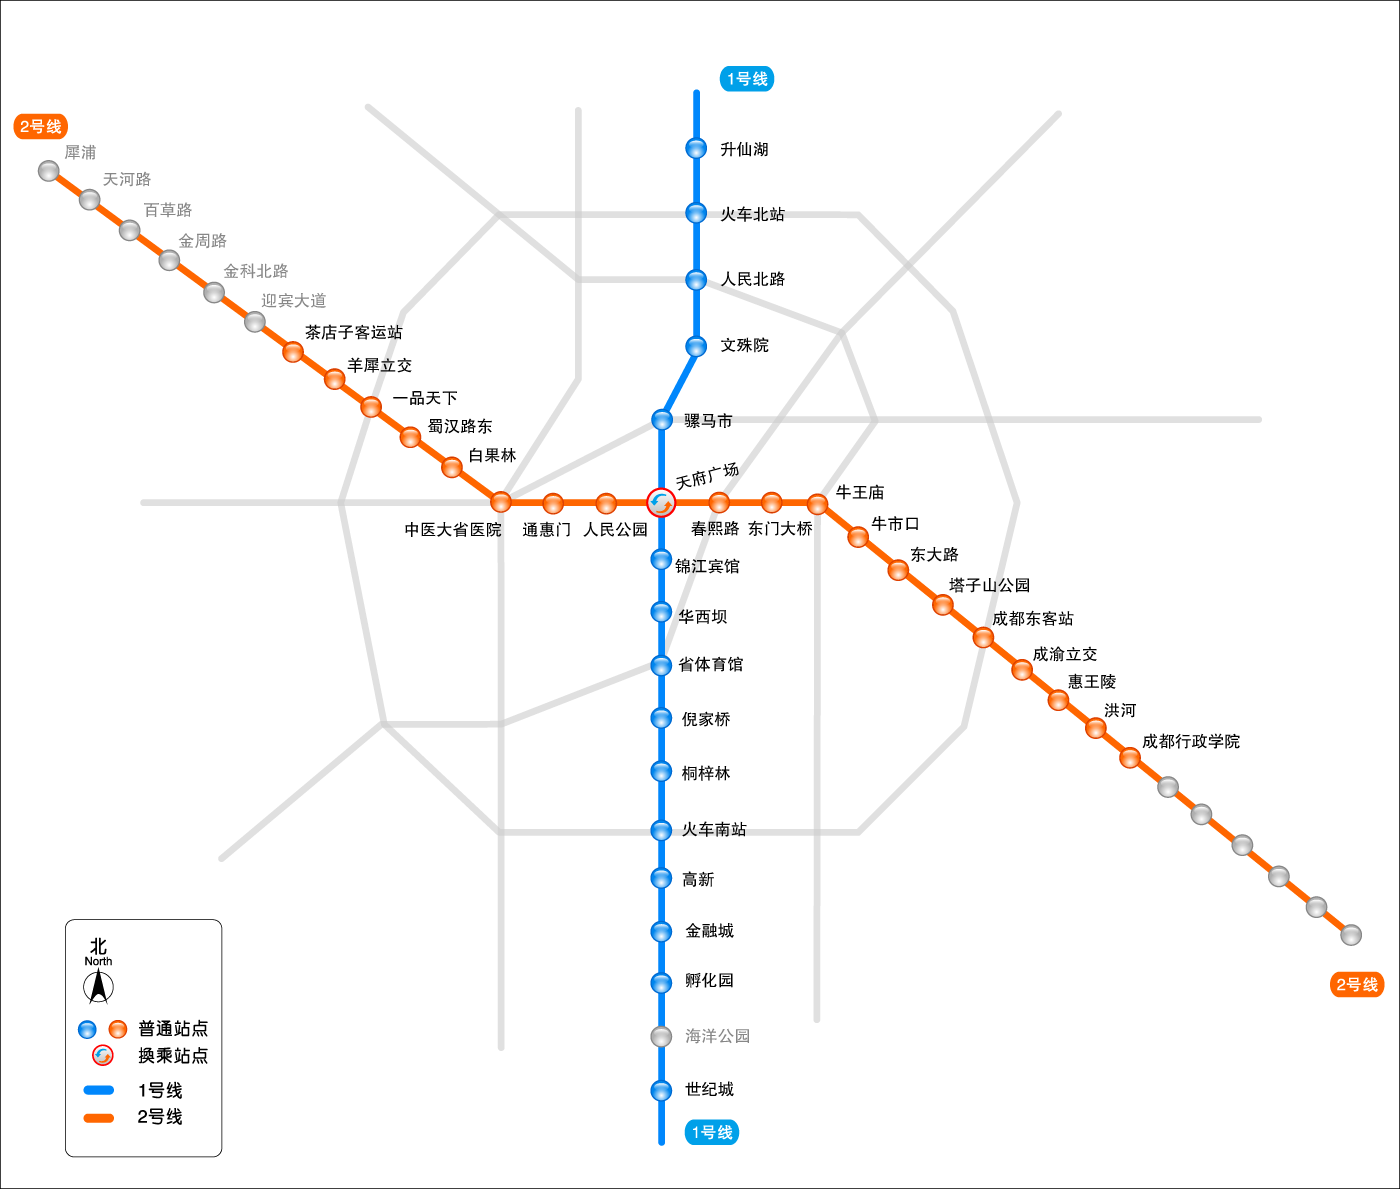 1号线
2号线
犀浦
天河路
百草路
金周路
金科北路
迎宾大道
茶店子客运站
羊犀立交
一品天下
蜀汉路东
白果林
中医大省医院
通惠门
人民公园
天府广场
春熙路
东门大桥
牛王庙
牛市口
东大路
塔子山公园
成都东客站
成渝立交
惠王陵
洪河
成都行政学院
2号线
升仙湖
火车北站
人民北路
文殊院
骡马市
锦江宾馆
华西坝
省体育馆
倪家桥
桐梓林
火车南站
高新
金融城
孵化园
海洋公园
世纪城
1号线
北
North
普通站点
换乘站点
1号线
2号线